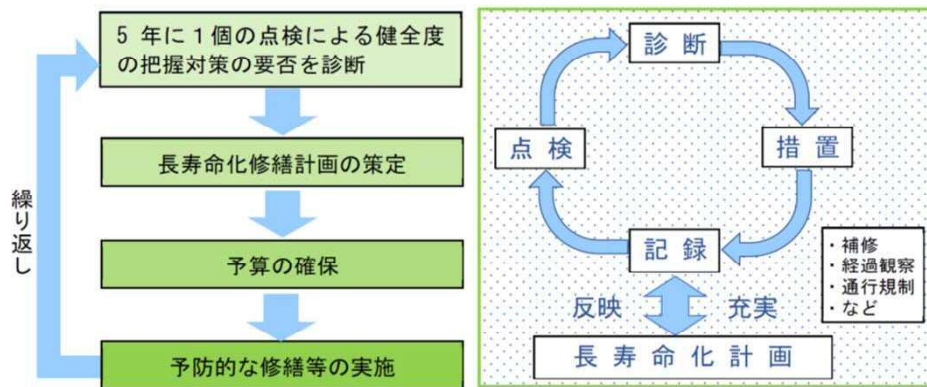 5 年に1個の点検による健全度
の把握対策の要否を診断
長寿命化修繕計画の策定
予算の確保
予防的な修繕等の実施
繰り返し
診 断
点 検
措 置
記 録
・補修
・経過観察
・通行規制
・など
反映
充実
長 寿 命 化 計 画